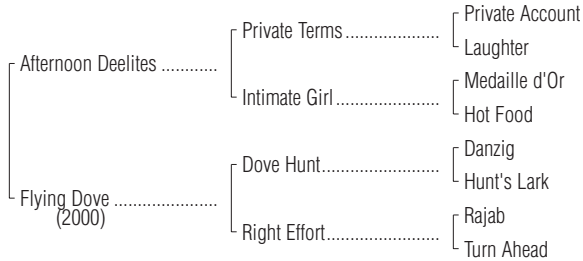 Private Account
Private Terms ....................
Laughter
Afternoon Deelites ............
Medaille d'Or
Intimate Girl ......................
Hot Food
Danzig
Dove Hunt.........................
Hunt's Lark
Flying Dove ......................
(2000)
Rajab
Right Effort........................
Turn Ahead